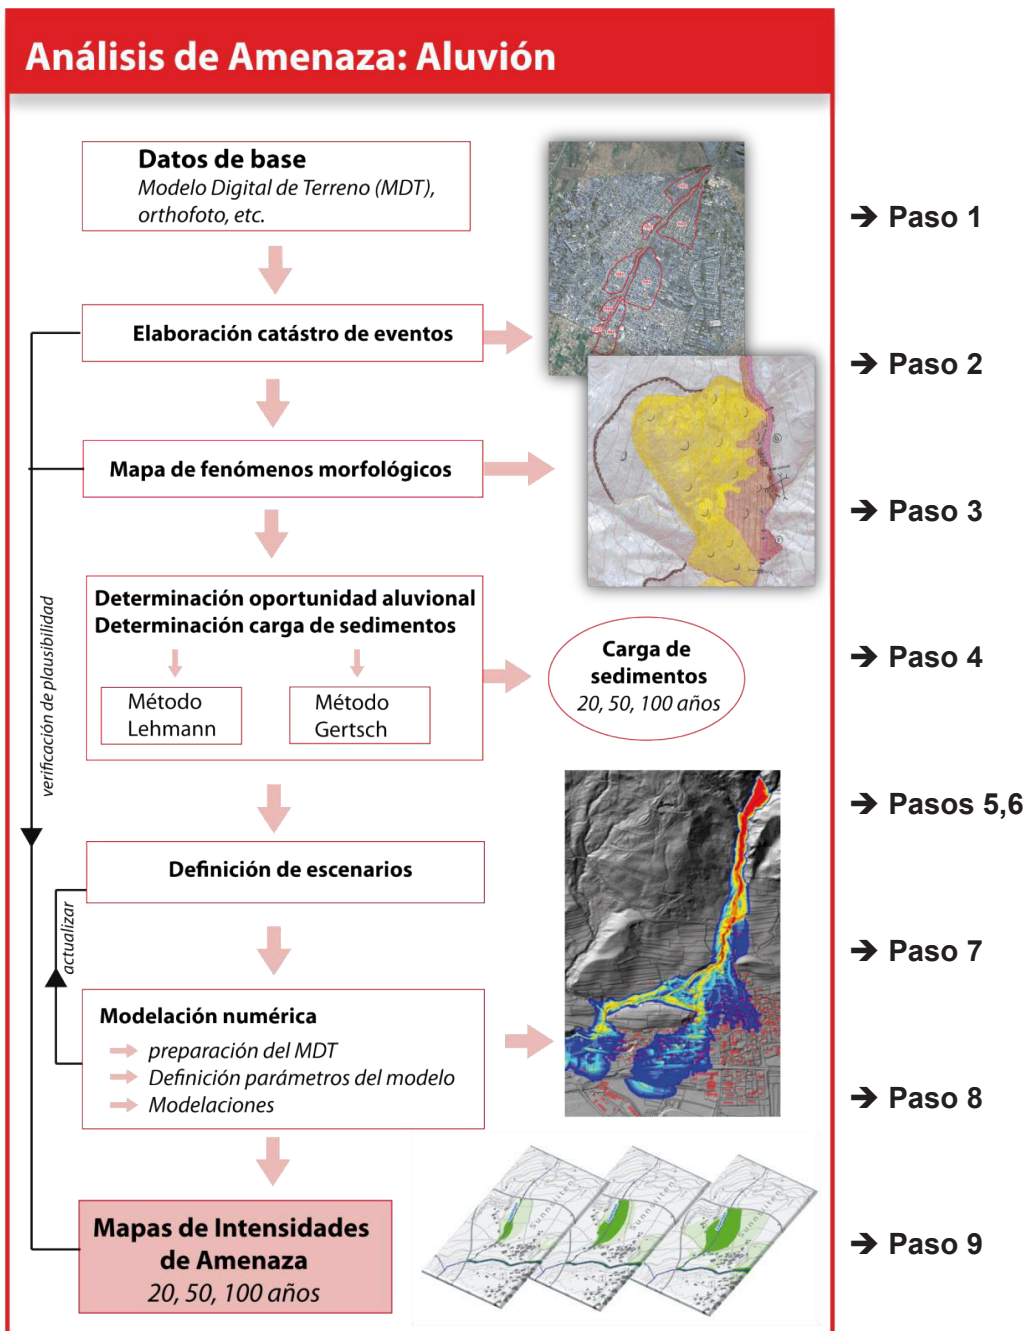 Análisis de Amenaza: Aluvión
Datos de base
Modelo Digital de Terreno (MDT),
orthofoto, etc.
➔ Paso 1
Elaboración catástro de eventos
➔ Paso 2
Mapa de fenómenos morfológicos
➔ Paso 3
Determinación oportunidad aluvional
Determinación carga de sedimentos
Método
Lehmann
Método
Gertsch
Carga de
sedimentos
20, 50, 100 años
➔ Paso 4
verificación de plausibilidad
➔ Pasos 5,6
Definición de escenarios
actualizar
➔ Paso 7
Modelación numérica
preparación del MDT
Definición parámetros del modelo
Modelaciones
➔ Paso 8
Mapas de Intensidades
de Amenaza
20, 50, 100 años
➔ Paso 9